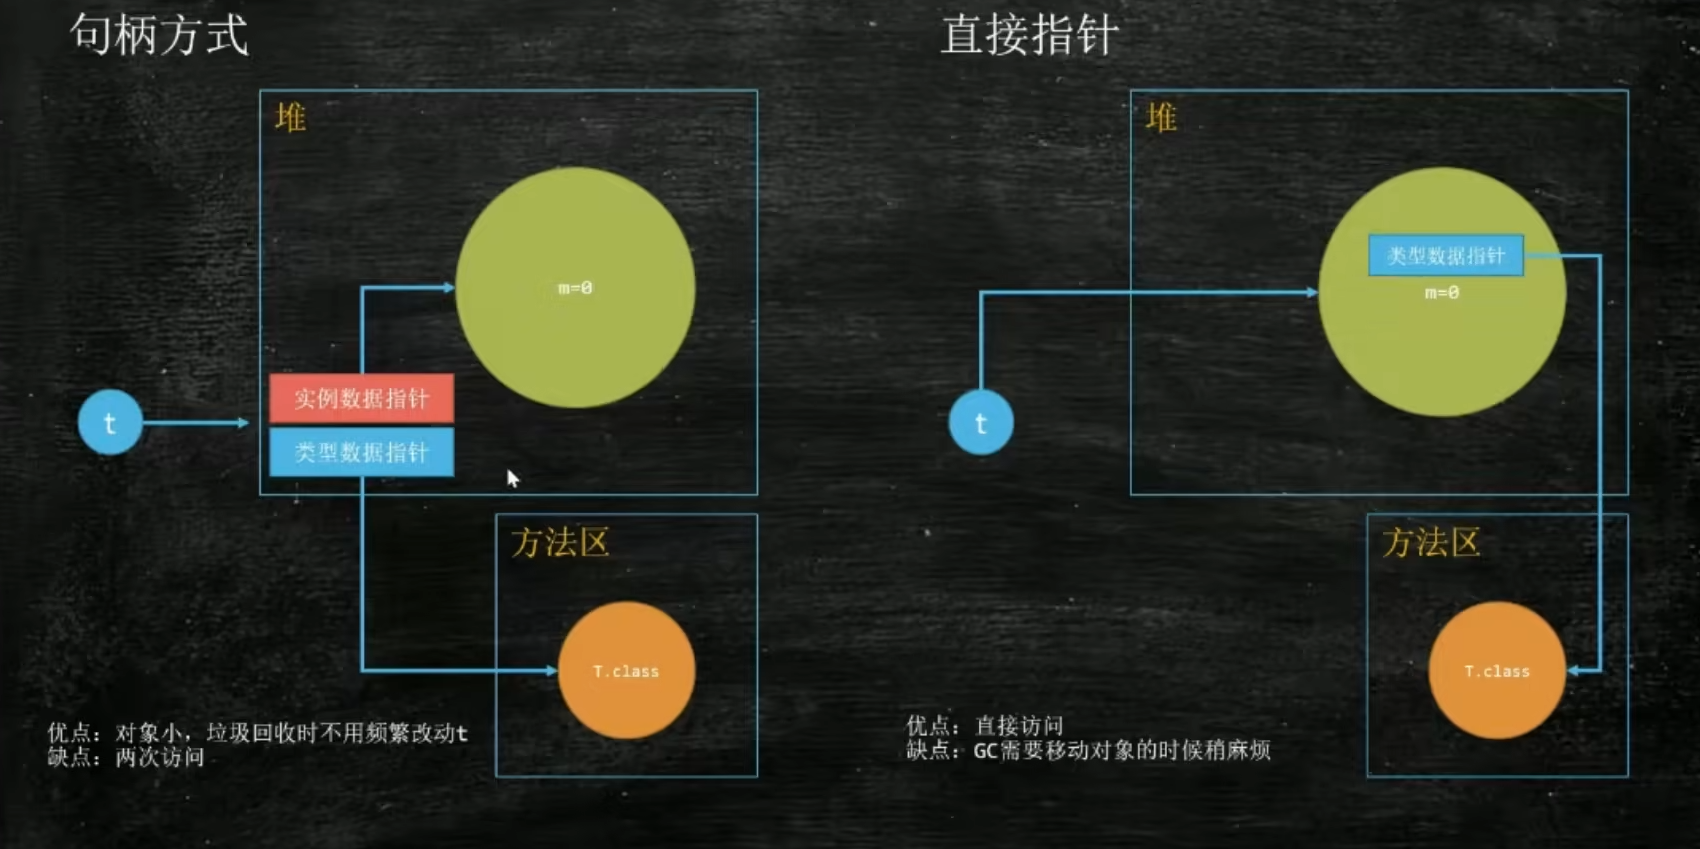 句柄方式
堆
m=0
实例数据指针
t
类型数据指针
方法区
T.class
优点：对象小，垃圾回收时不用频繁改动t
缺点：两次访问
直接指针
堆
类型数据指针
m=0
t
方法区
T.class
优点：直接访问
缺点：GC需要移动对象的时候稍麻烦